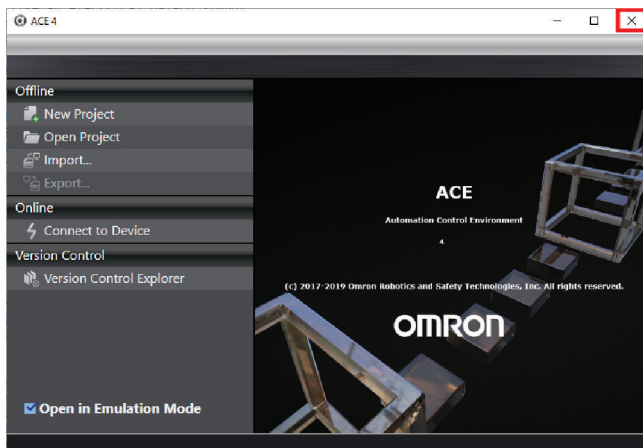 ACE 4
Offline
New Project
Open Project
Import...
Export...
Online
Connect to Device
Version Control
Version Control Explorer
Open in Emulation Mode
ACE
Automation Control Environment
4
(c) 2017-2019 Omron Robotics and Safety Technologies, Inc. All rights reserved.
OMRON